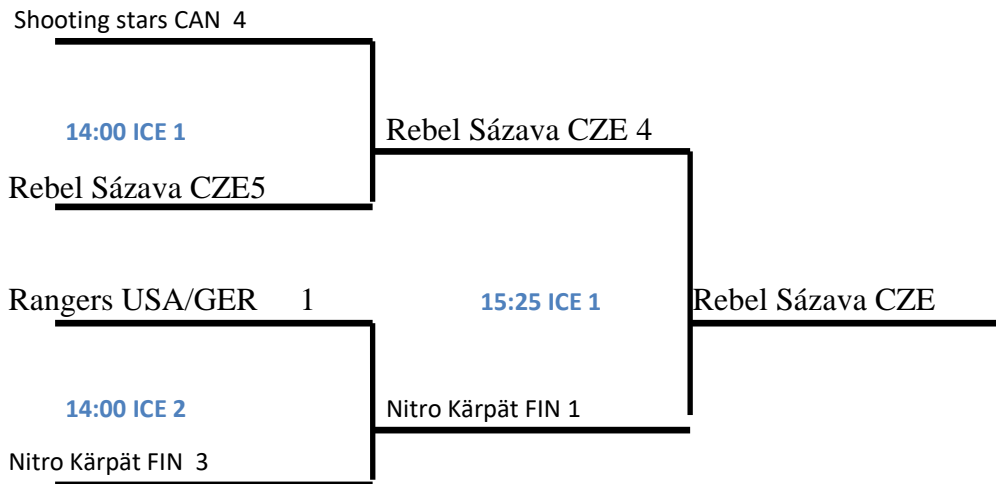 Shooting stars CAN 4
14:00 ICE 1
Rebel Sázava CZE 4
Rebel Sázava CZE5
Rangers USA/GER 1
15:25 ICE 1
Rebel Sázava CZE
14:00 ICE 2
Nitro Kärpät FIN 1
Nitro Kärpät FIN 3